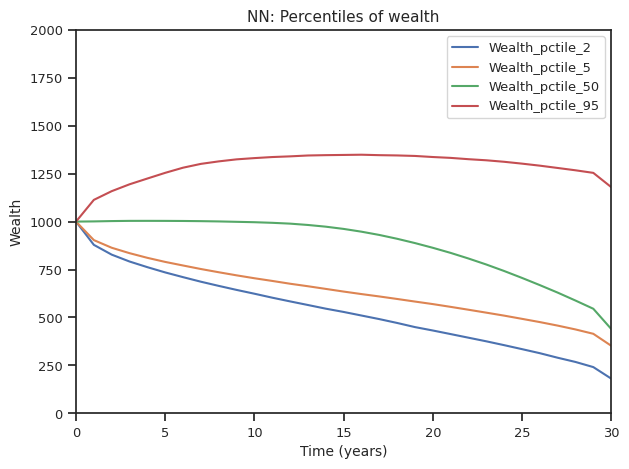 NN: Percentiles of wealth
2000
1750
1500
1250
1000
750
500
250
0
Wealth
Wealth_pctile_2
Wealth_pctile_5
Wealth_pctile_50
Wealth_pctile_95
0 5 10 15 20 25 30
Time (years)